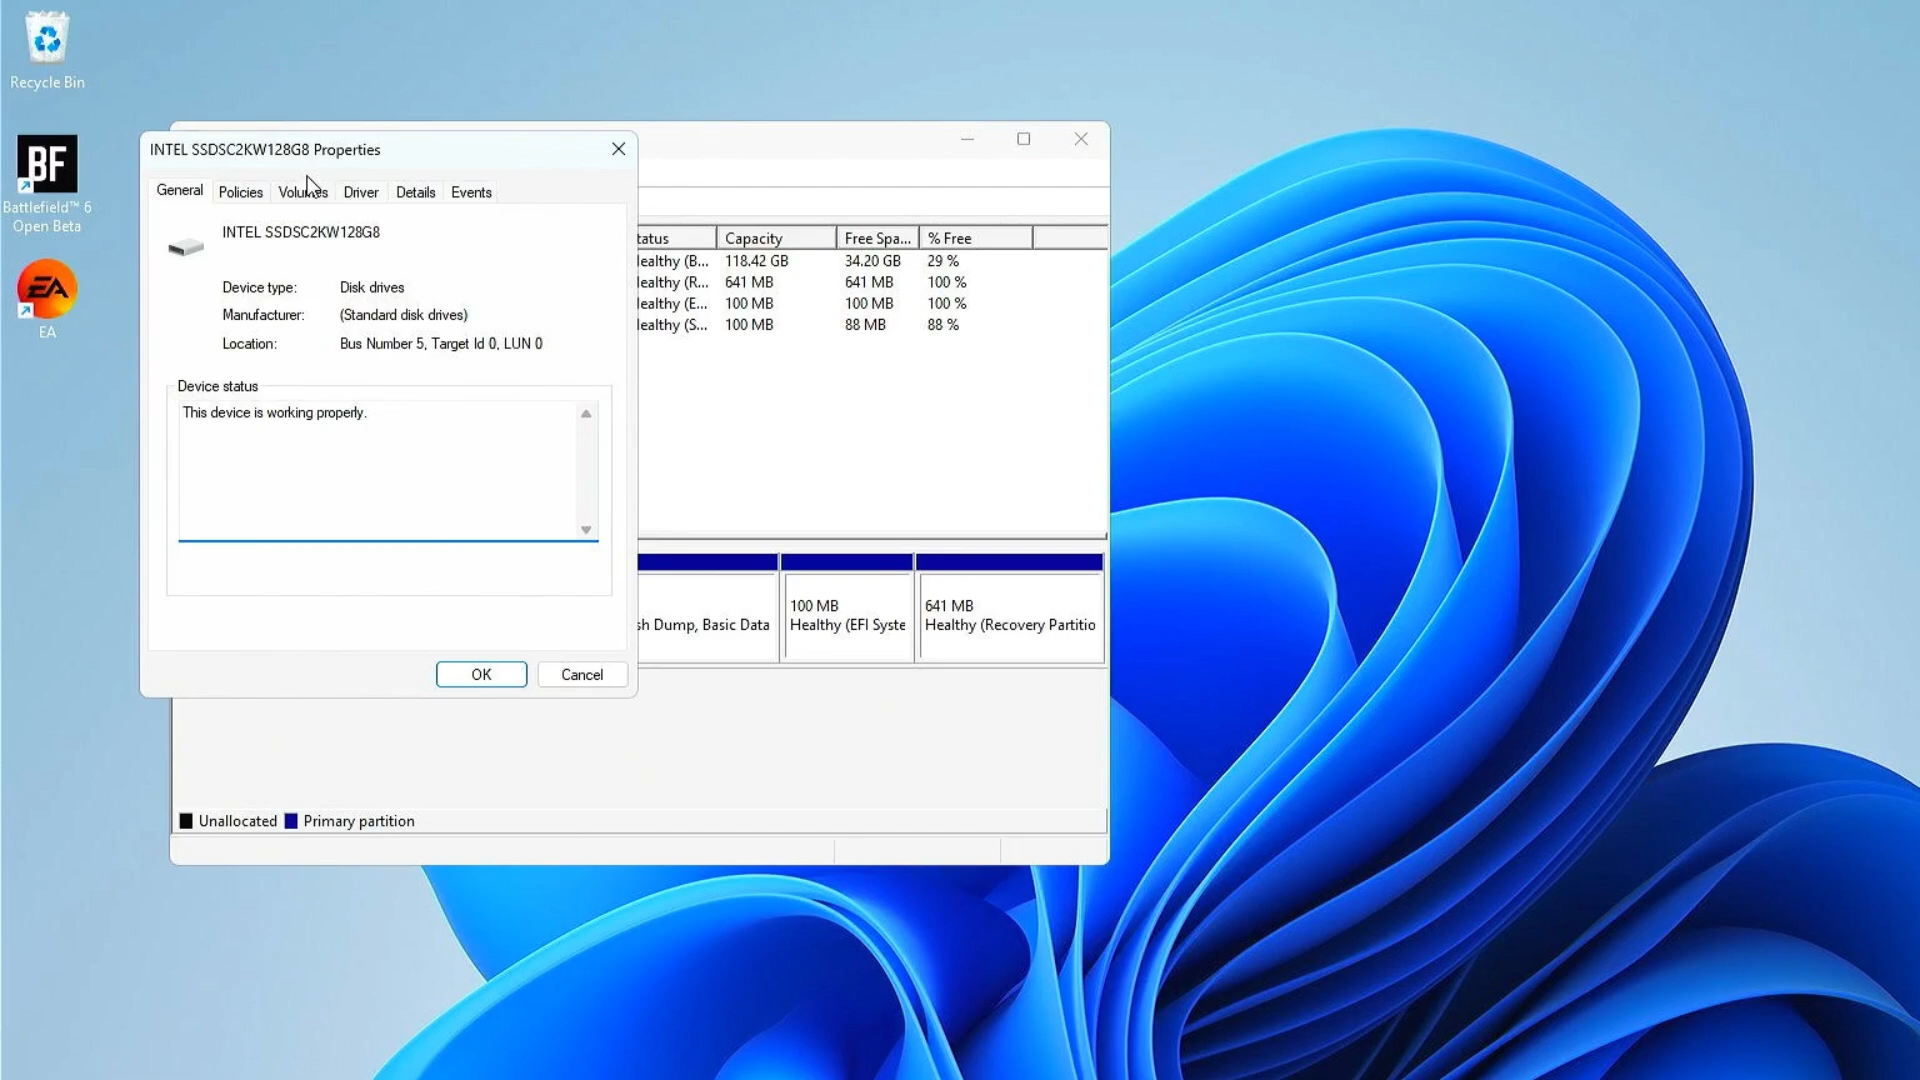 Recycle Bin
BF
Battlefield™ 6
Open Beta
EA
EA
INTEL SSDSC2KW128G8 Properties
General Policies Volumes Driver Details Events
INTEL SSDSC2KW128G8
Device type: Disk drives
Manufacturer: (Standard disk drives)
Location: Bus Number 5, Target Id 0, LUN 0
Device status
This device is working properly.
OK Cancel
tatus Capacity Free Spa... % Free
ealthy (B... 118.42 GB 34.20 GB 29 %
ealthy (R... 641 MB 641 MB 100 %
ealthy (E... 100 MB 100 MB 100 %
ealthy (S... 100 MB 88 MB 88 %
sh Dump, Basic Data
100 MB
Healthy (EFI Syste
641 MB
Healthy (Recovery Partitio
Unallocated Primary partition